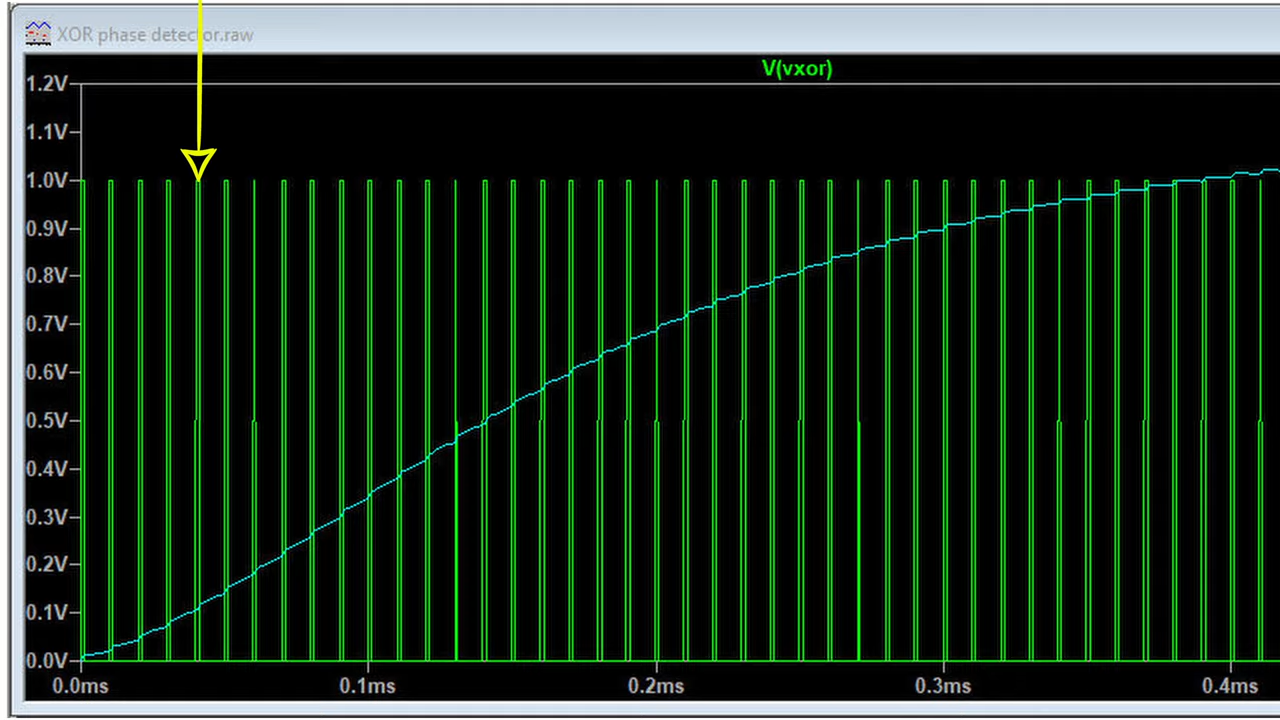 XOR phase detector.raw
V(vxor)
1.2V
1.1V
1.0V
0.9V
0.8V
0.7V
0.6V
0.5V
0.4V
0.3V
0.2V
0.1V
0.0V
0.0ms 0.1ms 0.2ms 0.3ms 0.4ms